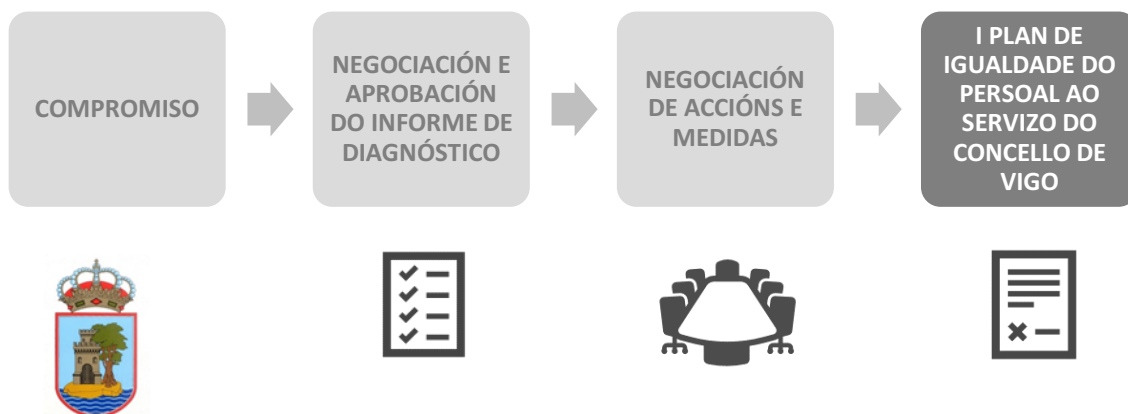 COMPROMISO
NEGOCIACIÓN E
APROBACIÓN
DO INFORME DE
DIAGNÓSTICO
NEGOCIACIÓN
DE ACCIÓNS E
MEDIDAS
I PLAN DE
IGUALDADE DO
PERSOAL AO
SERVIZO DO
CONCELLO DE
VIGO